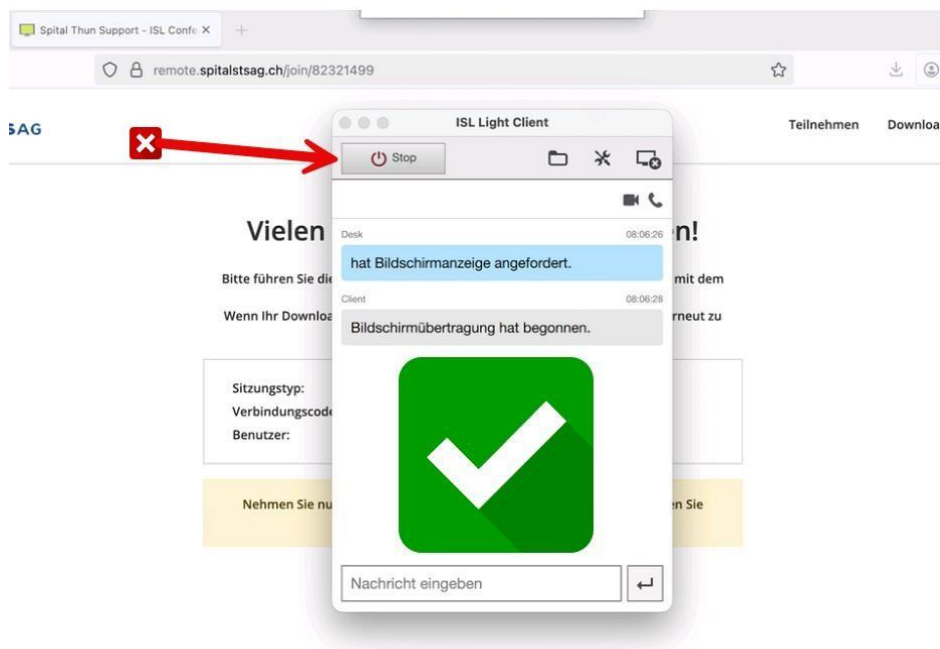 Spital Thun Support - ISL Confe
remote.spitalstsag.ch/join/82321499
SAG
Teilnehmen
Downloa
ISL Light Client
Stop
Vielen
n!
Desk
08:06:26
hat Bildschirmanzeige angefordert.
Bitte führen Sie die
mit dem
Client
08:06:28
Bildschirmübertragung hat begonnen.
Wenn Ihr Downloa
rneut zu
Sitzungstyp:
Verbindungscode
Benutzer:
Nehmen Sie nu
en Sie
Nachricht eingeben